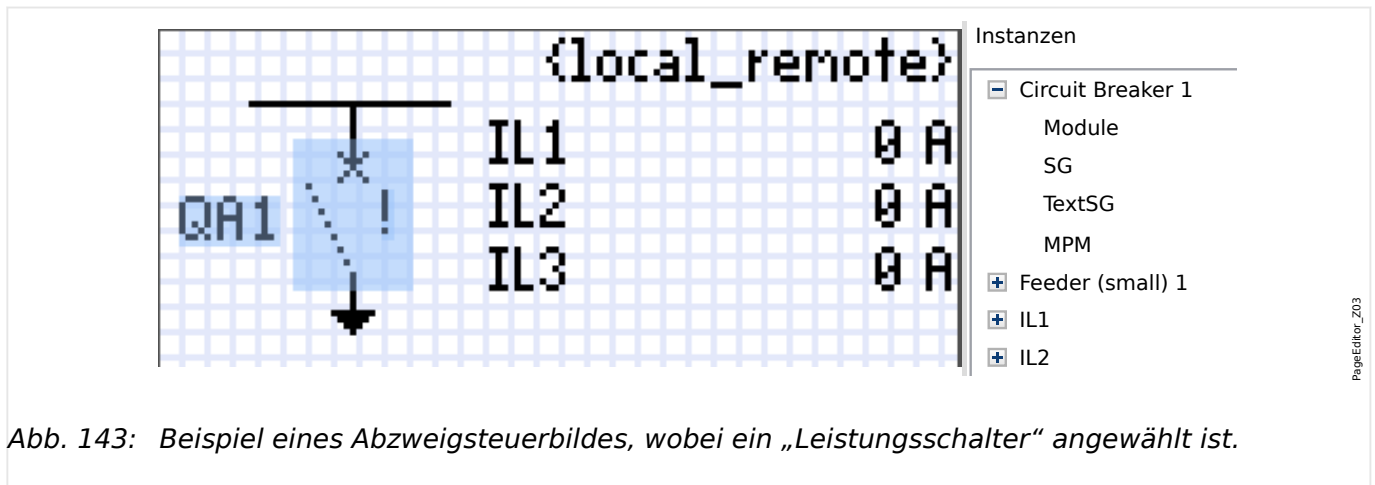 {local_remote}
IL1 0 A
QA1 ! IL2 0 A
IL3 0 A
Instanzen
Circuit Breaker 1
Module
SG
TextSG
MPM
Feeder (small) 1
IL1
IL2
PageEditor_Z03
Abb. 143: Beispiel eines Abzweigsteuerbildes, wobei ein „Leistungsschalter“ angewählt ist.